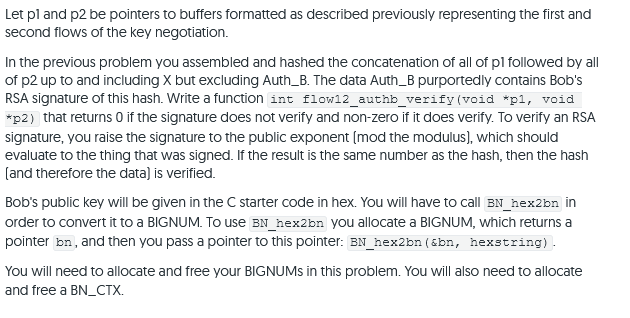 Let p1 and p2 be pointers to buffers formatted as described previously representing the first and
second flows of the key negotiation.
In the previous problem you assembled and hashed the concatenation of all of p1 followed by all
of p2 up to and including X but excluding Auth_B. The data Auth_B purportedly contains Bob's
RSA signature of this hash. Write a function int flow12_authb_verify(void *p1, void
*p2) that returns 0 if the signature does not verify and non-zero if it does verify. To verify an RSA
signature, you raise the signature to the public exponent (mod the modulus), which should
evaluate to the thing that was signed. If the result is the same number as the hash, then the hash
(and therefore the data) is verified.
Bob's public key will be given in the C starter code in hex. You will have to call BN_hex2bn in
order to convert it to a BIGNUM. To use BN_hex2bn you allocate a BIGNUM, which returns a
pointer bn, and then you pass a pointer to this pointer: BN_hex2bn(&bn, hexstring).
You will need to allocate and free your BIGNUMs in this problem. You will also need to allocate
and free a BN_CTX.